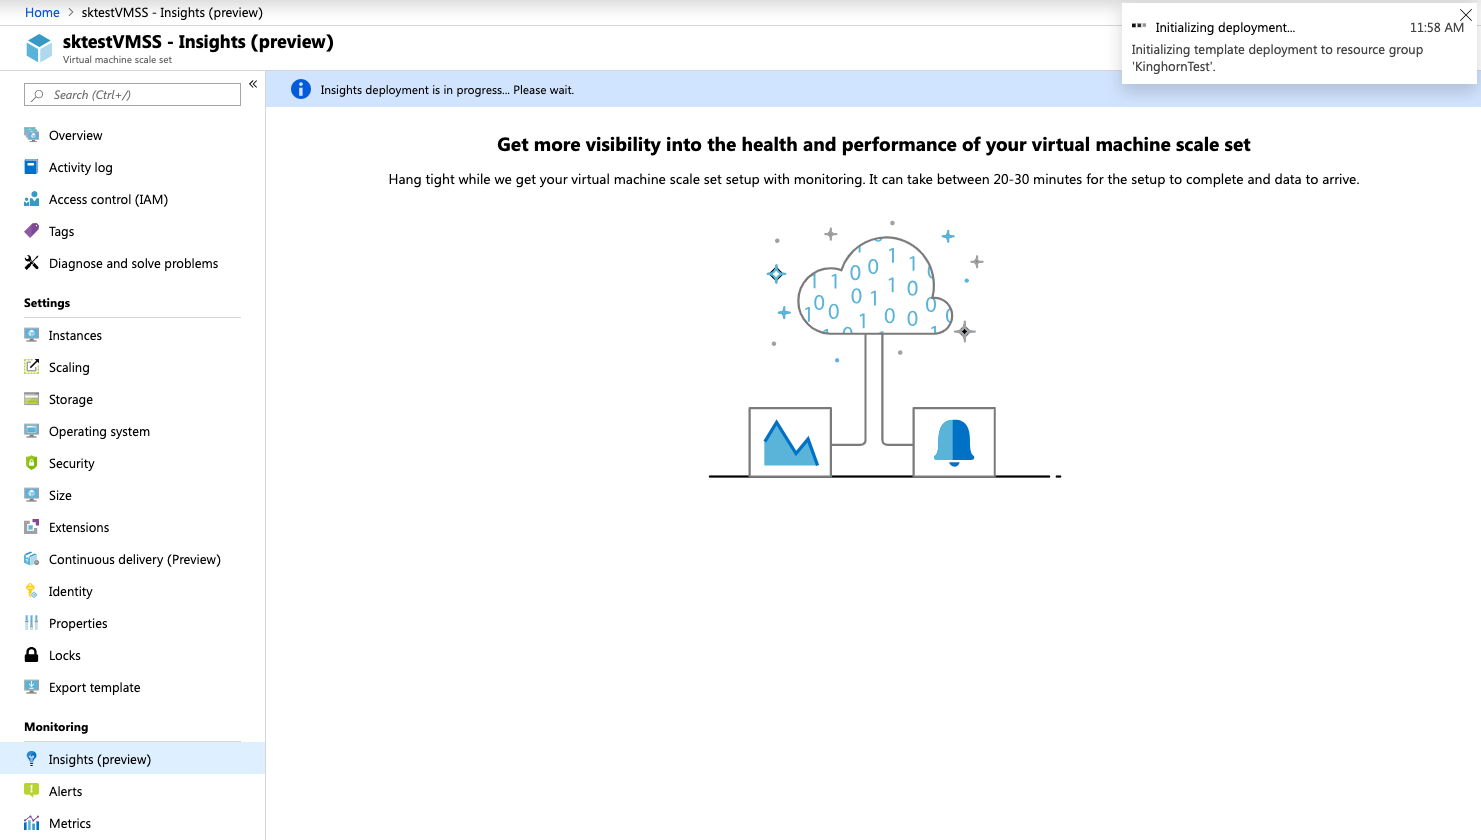 Home > sktestVMSS - Insights (preview)
sktestVMSS - Insights (preview)
Virtual machine scale set
Initializing deployment... 11:58 AM
Initializing template deployment to resource group
'KinghornTest'.
Search (Ctrl+/)
«
Overview
Activity log
Access control (IAM)
Tags
Diagnose and solve problems
Settings
Instances
Scaling
Storage
Operating system
Security
Size
Extensions
Continuous delivery (Preview)
Identity
Properties
Locks
Export template
Monitoring
Insights (preview)
Alerts
Metrics
Insights deployment is in progress... Please wait.
Get more visibility into the health and performance of your virtual machine scale set
Hang tight while we get your virtual machine scale set setup with monitoring. It can take between 20-30 minutes for the setup to complete and data to arrive.